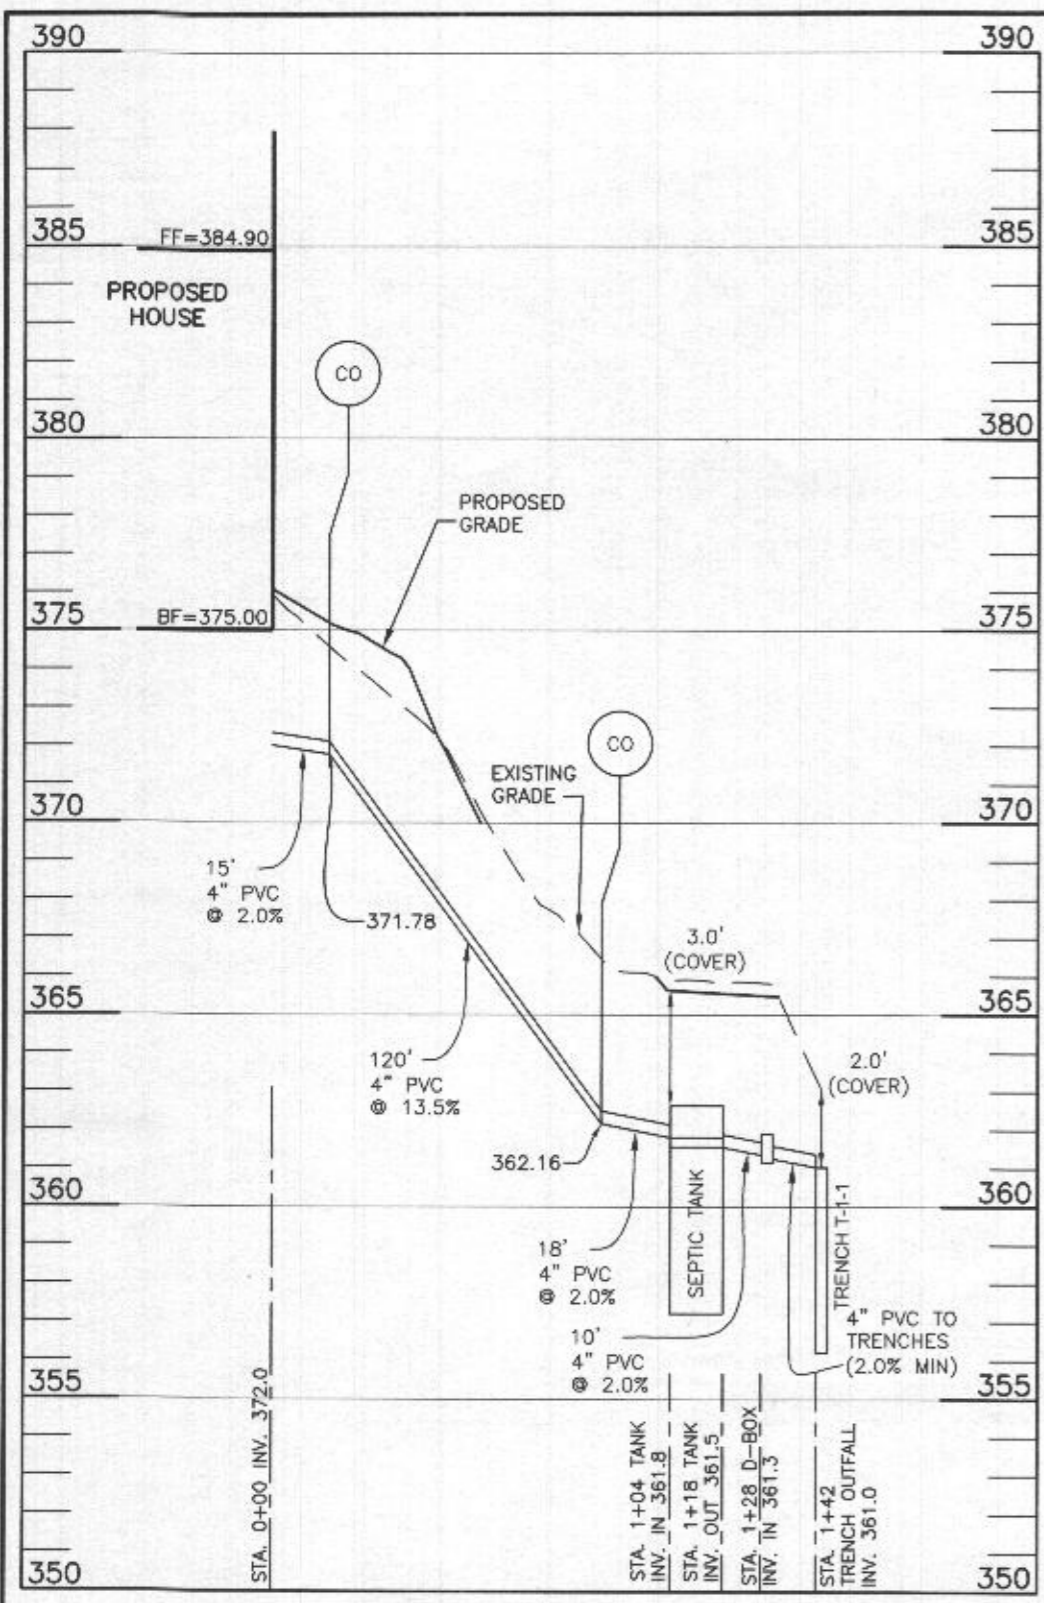 390 390
385 385
FF=384.90
PROPOSED
HOUSE
CO
380 380
PROPOSED
GRADE
375 375
BF=375.00
CO
EXISTING
GRADE
370 370
15'
4" PVC
@ 2.0%
371.78
3.0'
(COVER)
365 365
120'
4" PVC
@ 13.5%
2.0'
(COVER)
362.16
360 360
SEPTIC TANK
TRENCH T-1-1
18'
4" PVC
@ 2.0%
10'
4" PVC
@ 2.0%
4" PVC TO
TRENCHES
(2.0% MIN)
355 355
STA. 0+00 INV. 372.0
STA. 1+04 TANK
INV. IN 361.8
STA. 1+18 TANK
INV. OUT 361.5
STA. 1+28 D-BOX
INV. IN 361.3
STA. 1+42
TRENCH OUTFALL
INV. 361.0
350 350